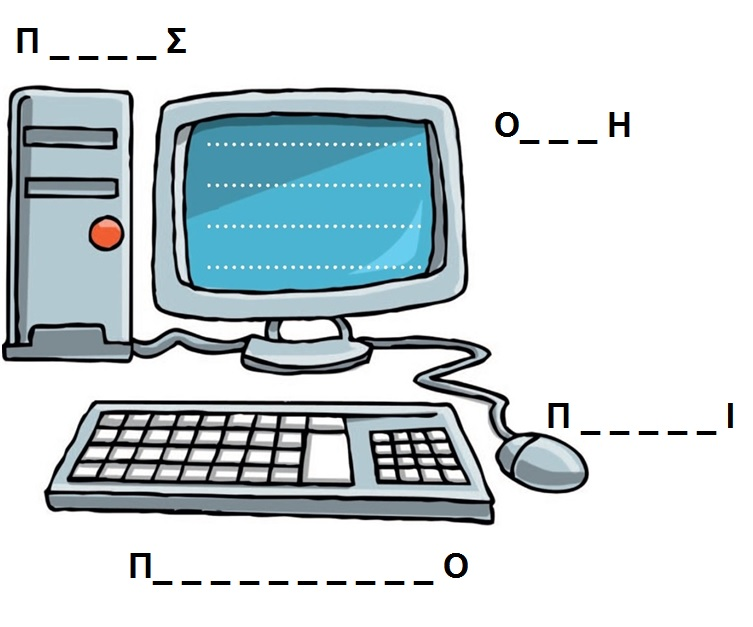 Π _ _ _ _ Σ
Ο_ _ _ Η
Π _ _ _ _ _ Ι
Π_ _ _ _ _ _ _ _ _ _ Ο